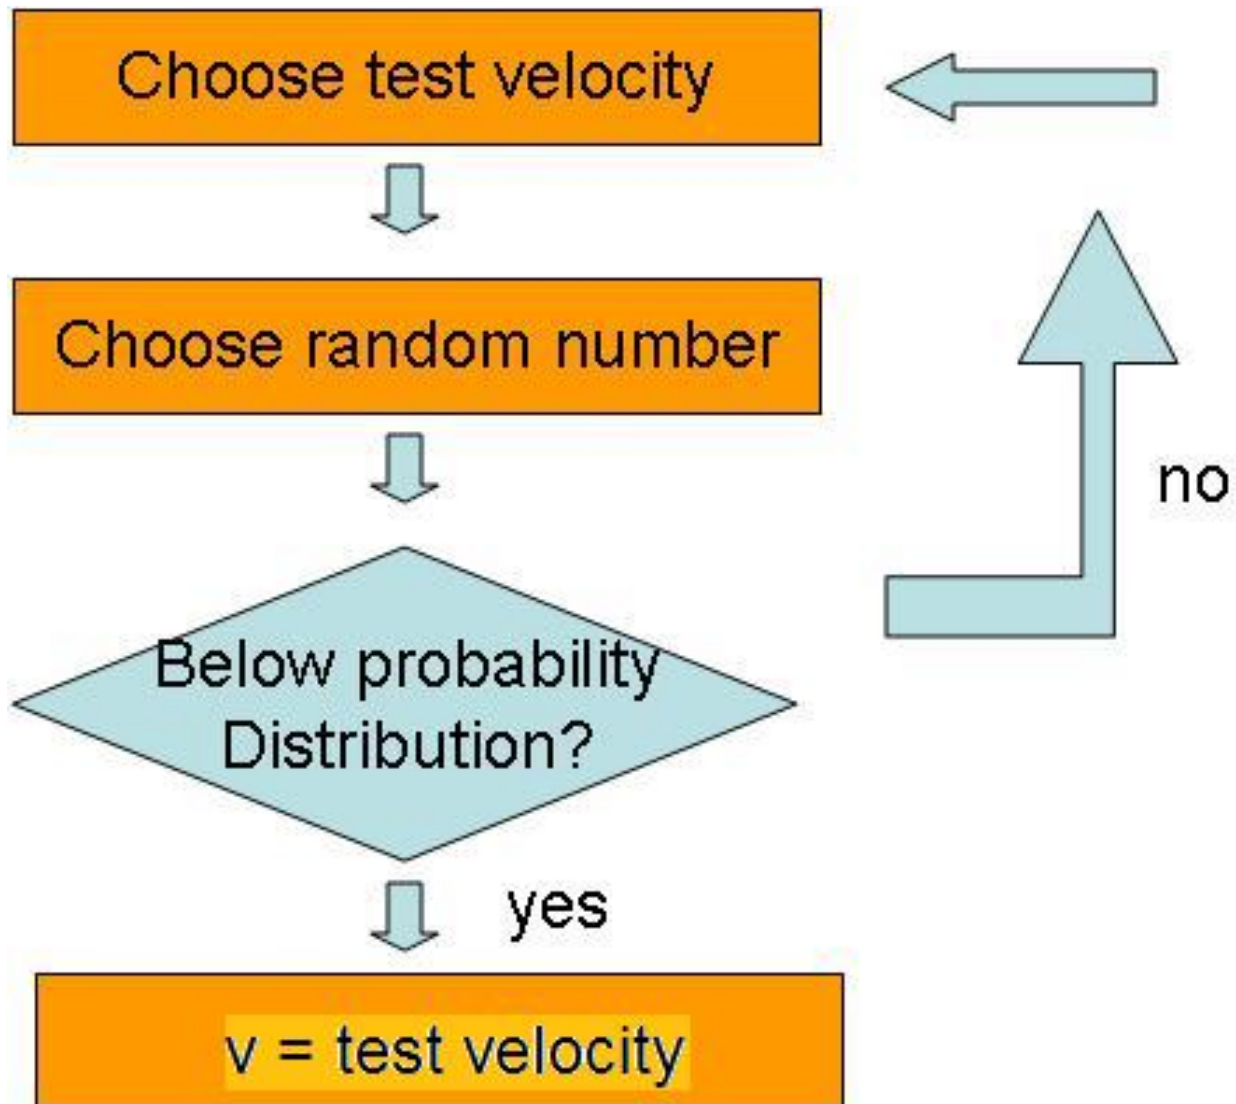 Choose test velocity
Choose random number
no
Below probability
Distribution?
yes
v = test velocity